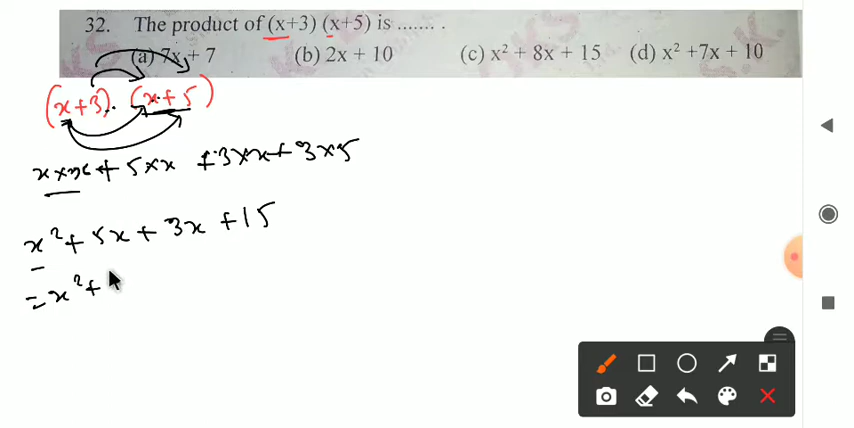 32. The product of (x+3) (x+5) is ....... .
(a) 7x + 7 (b) 2x + 10 (c) x² + 8x + 15 (d) x² +7x + 10
(x+3). (x+5)
x×x + 5×x +3×x+3×5
x²+5x+3x+15
=x²+